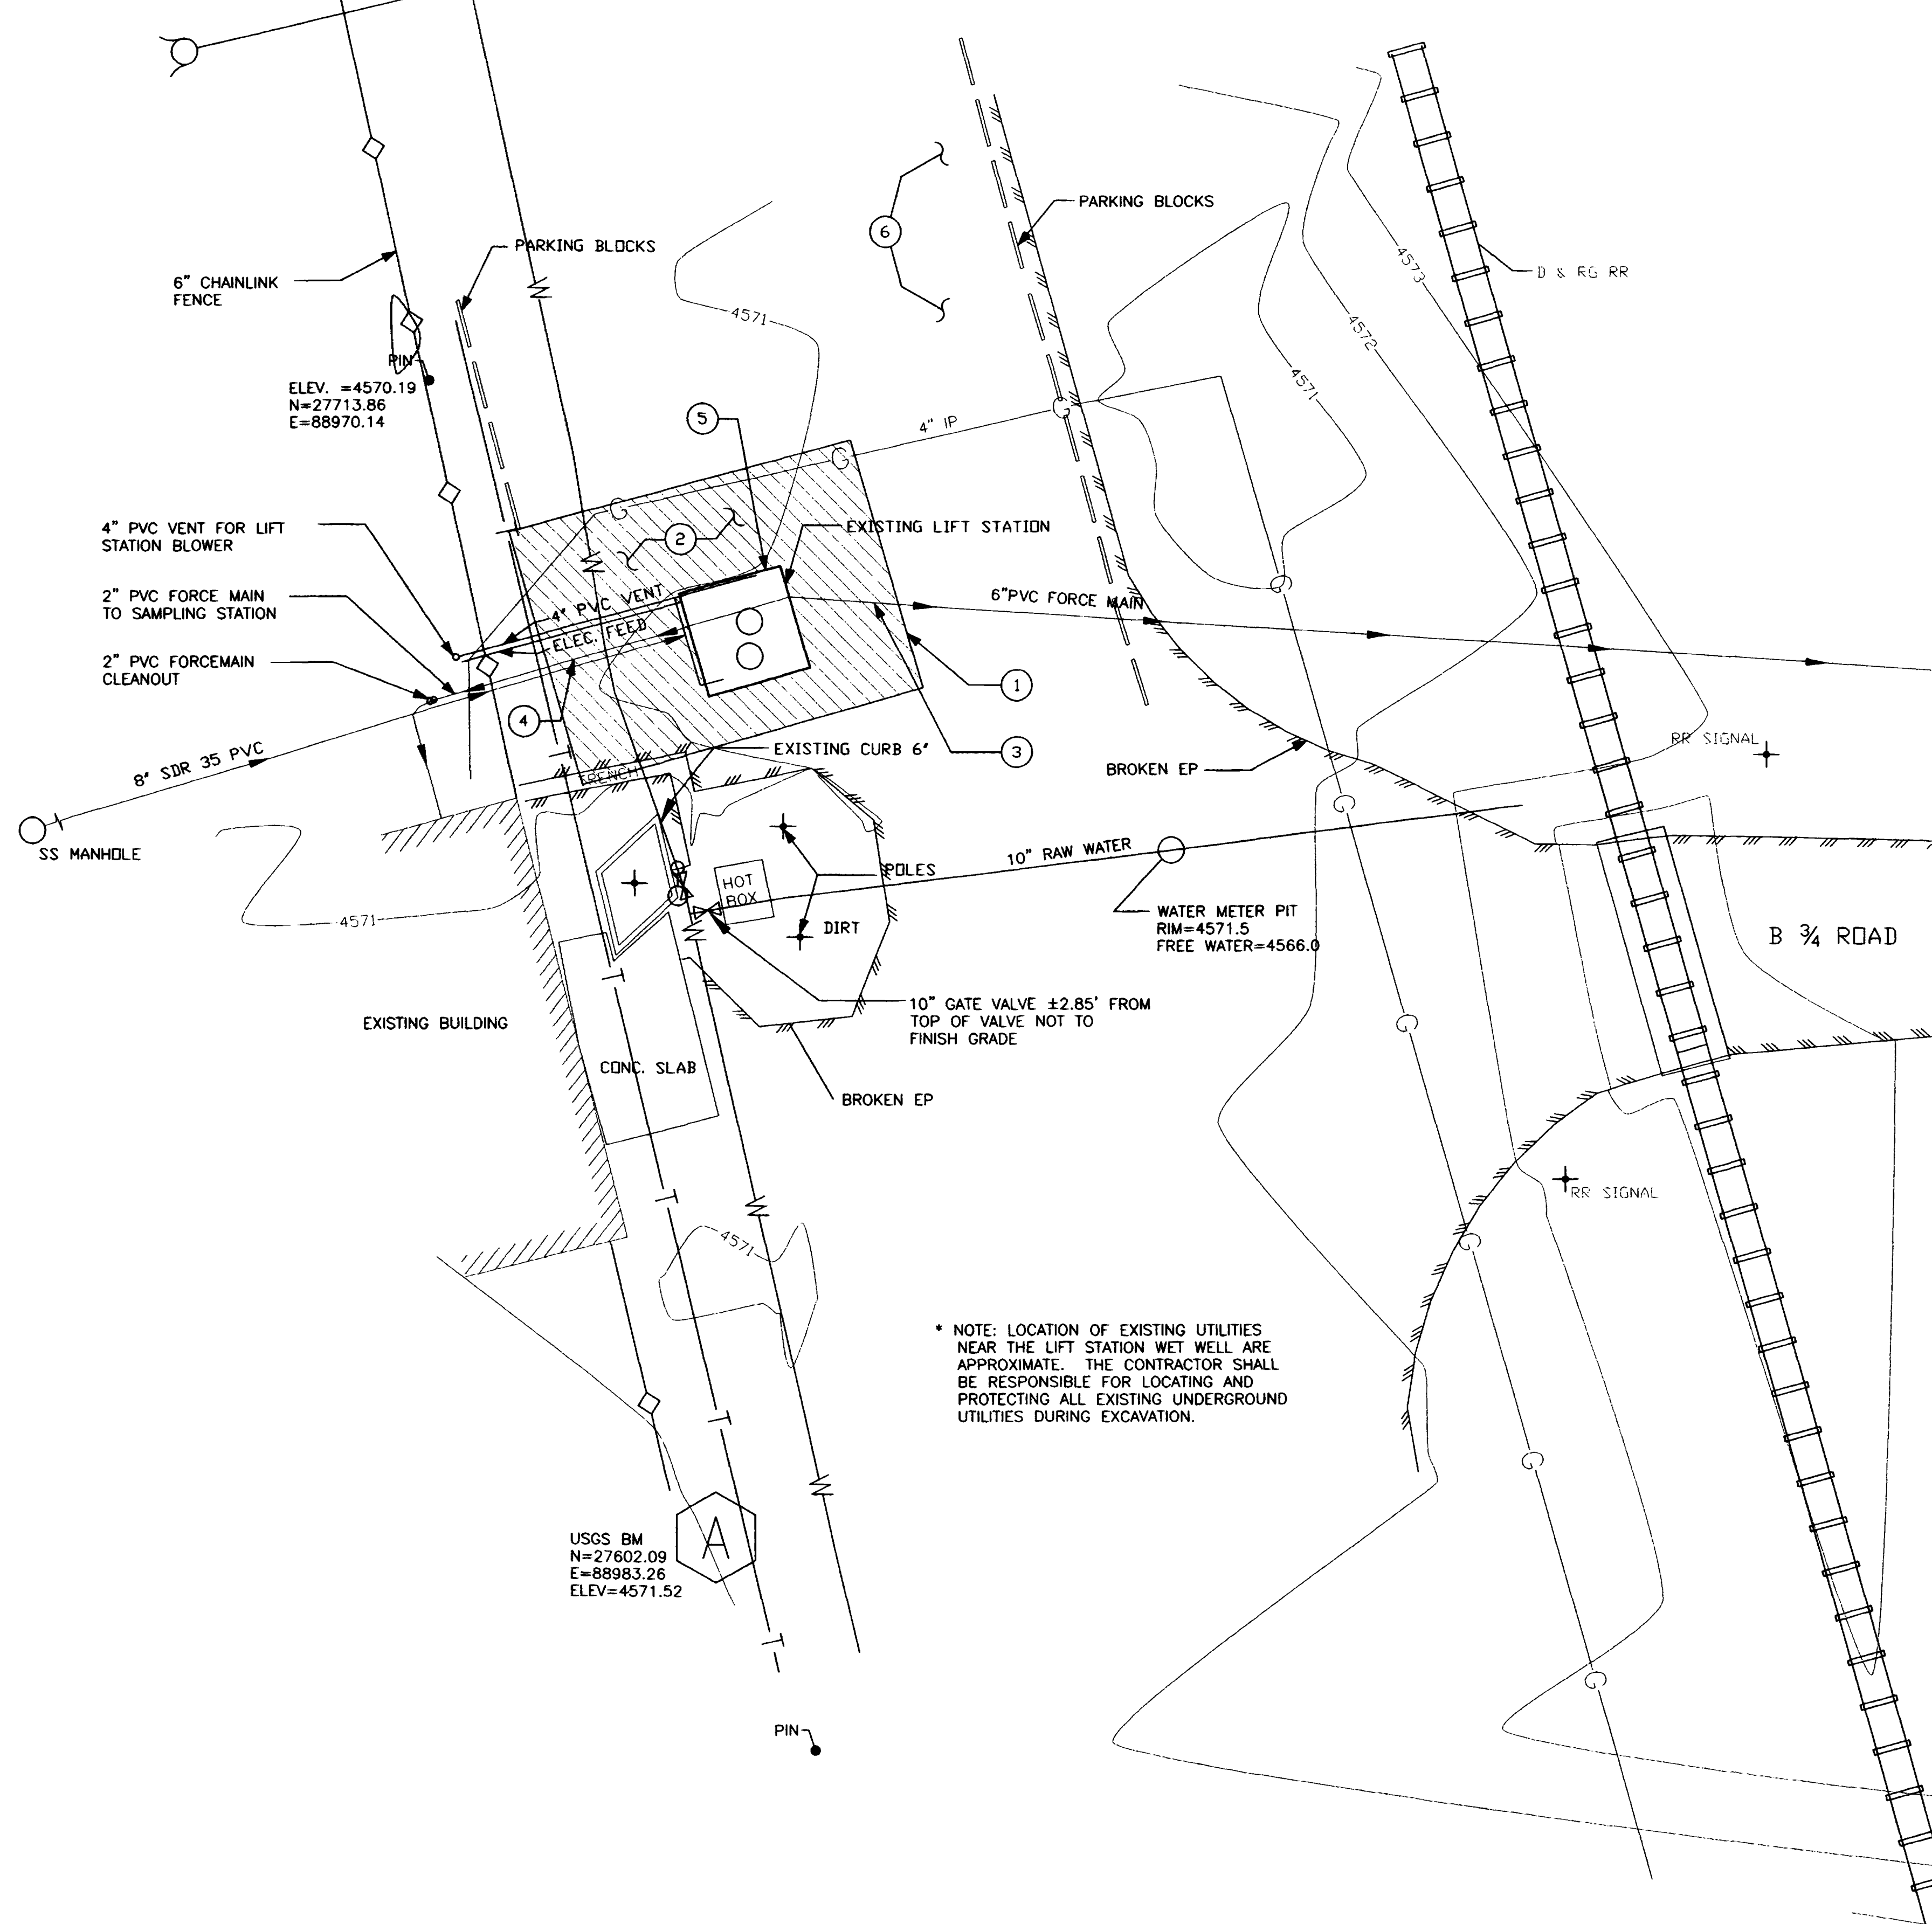 PARKING BLOCKS
6
PARKING BLOCKS
6" CHAINLINK
FENCE
D & RG RR
4573
4571
4572
PIN
ELEV. =4570.19
N=27713.86
E=88970.14
4571
5
4" IP
G
G
G
4" PVC VENT FOR LIFT
STATION BLOWER
2
EXISTING LIFT STATION
W
W
G
2" PVC FORCE MAIN
TO SAMPLING STATION
4" PVC VENT
ELEC. FEED
6"PVC FORCE MAIN
2" PVC FORCEMAIN
CLEANOUT
1
4
3
8" SDR 35 PVC
EXISTING CURB 6"
RR SIGNAL
BROKEN EP
TRENCH
T
T
G
SS MANHOLE
10" RAW WATER
POLES
HOT
BOX
4571
DIRT
WATER METER PIT
RIM=4571.5
FREE WATER=4566.0
B ¾ ROAD
W
T
10" GATE VALVE ±2.85' FROM
TOP OF VALVE NOT TO
FINISH GRADE
EXISTING BUILDING
G
CONC. SLAB
BROKEN EP
RR SIGNAL
T
W
4571
G
* NOTE: LOCATION OF EXISTING UTILITIES
NEAR THE LIFT STATION WET WELL ARE
APPROXIMATE. THE CONTRACTOR SHALL
BE RESPONSIBLE FOR LOCATING AND
PROTECTING ALL EXISTING UNDERGROUND
UTILITIES DURING EXCAVATION.
T
G
W
A
USGS BM
N=27602.09
E=88983.26
ELEV=4571.52
T
G
PIN